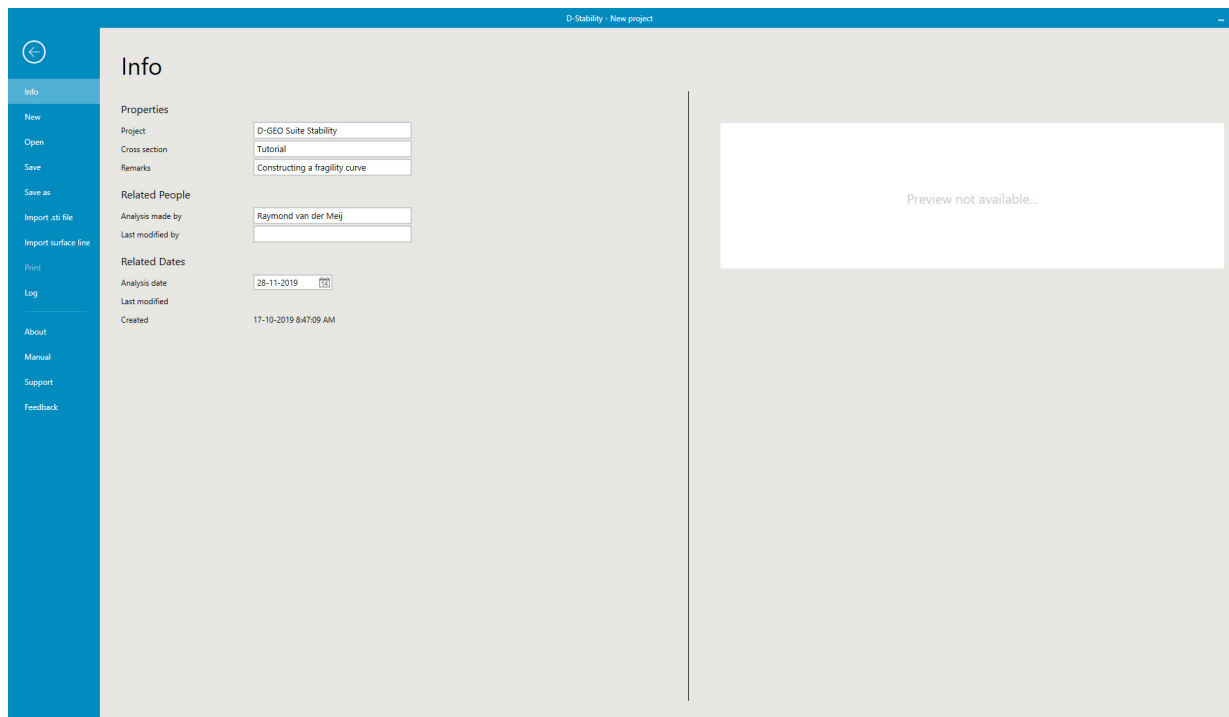 D-Stability - New project
Info
New
Open
Save
Save as
Import .sti file
Import surface line
Print
Log
About
Manual
Support
Feedback
Info
Properties
Project D-GEO Suite Stability
Cross section Tutorial
Remarks Constructing a fragility curve
Related People
Analysis made by Raymond van der Meij
Last modified by
Related Dates
Analysis date 28-11-2019
Last modified
Created 17-10-2019 8:47:09 AM
Preview not available...